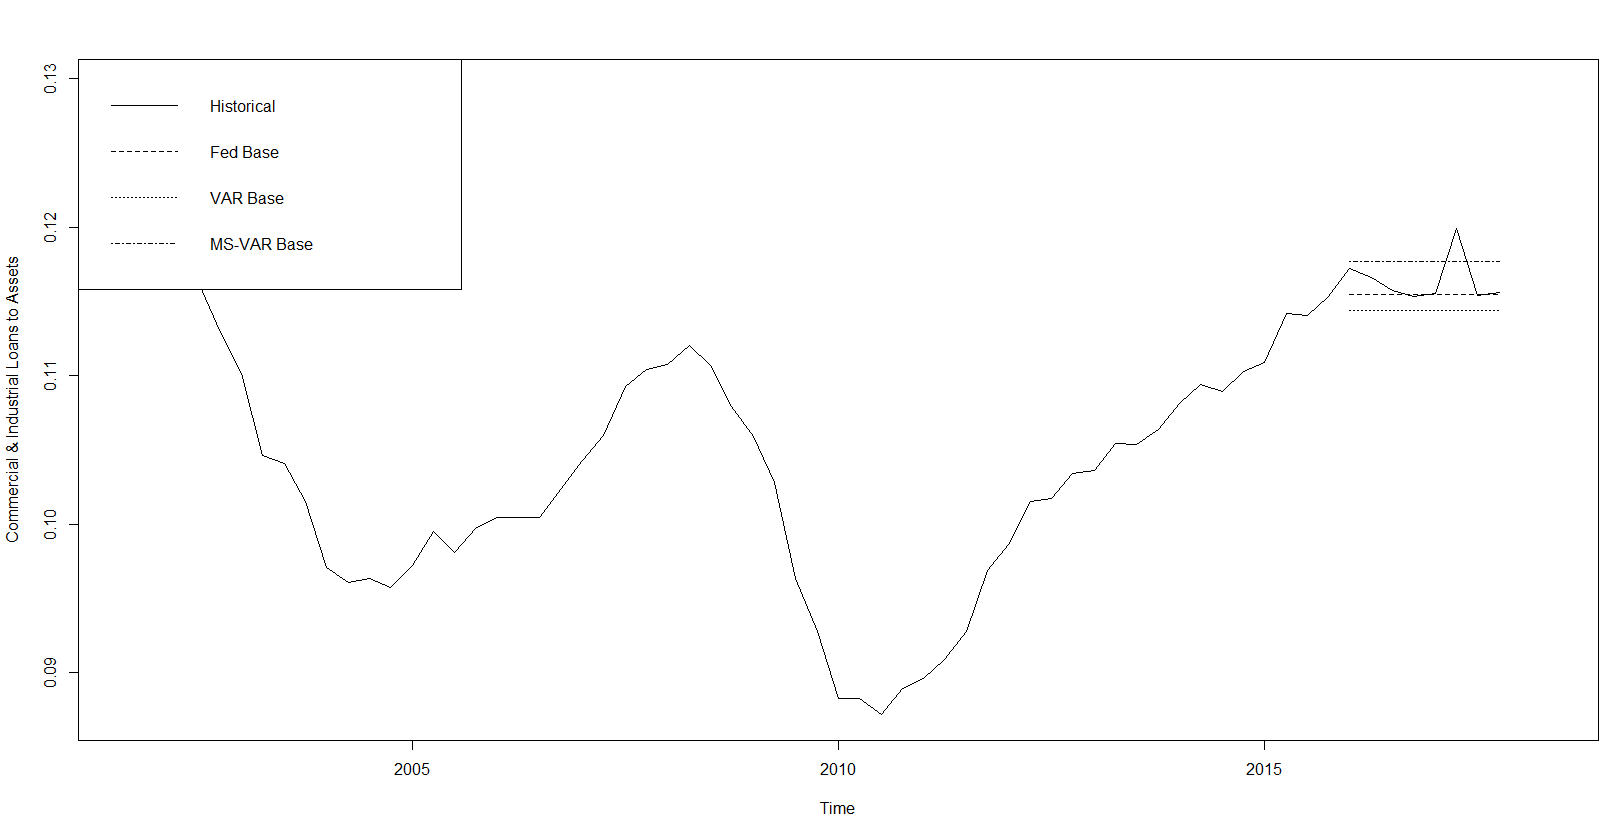 Historical
Fed Base
VAR Base
MS-VAR Base
Commercial & Industrial Loans to Assets
0.13
0.12
0.11
0.10
0.09
2005
2010
2015
Time